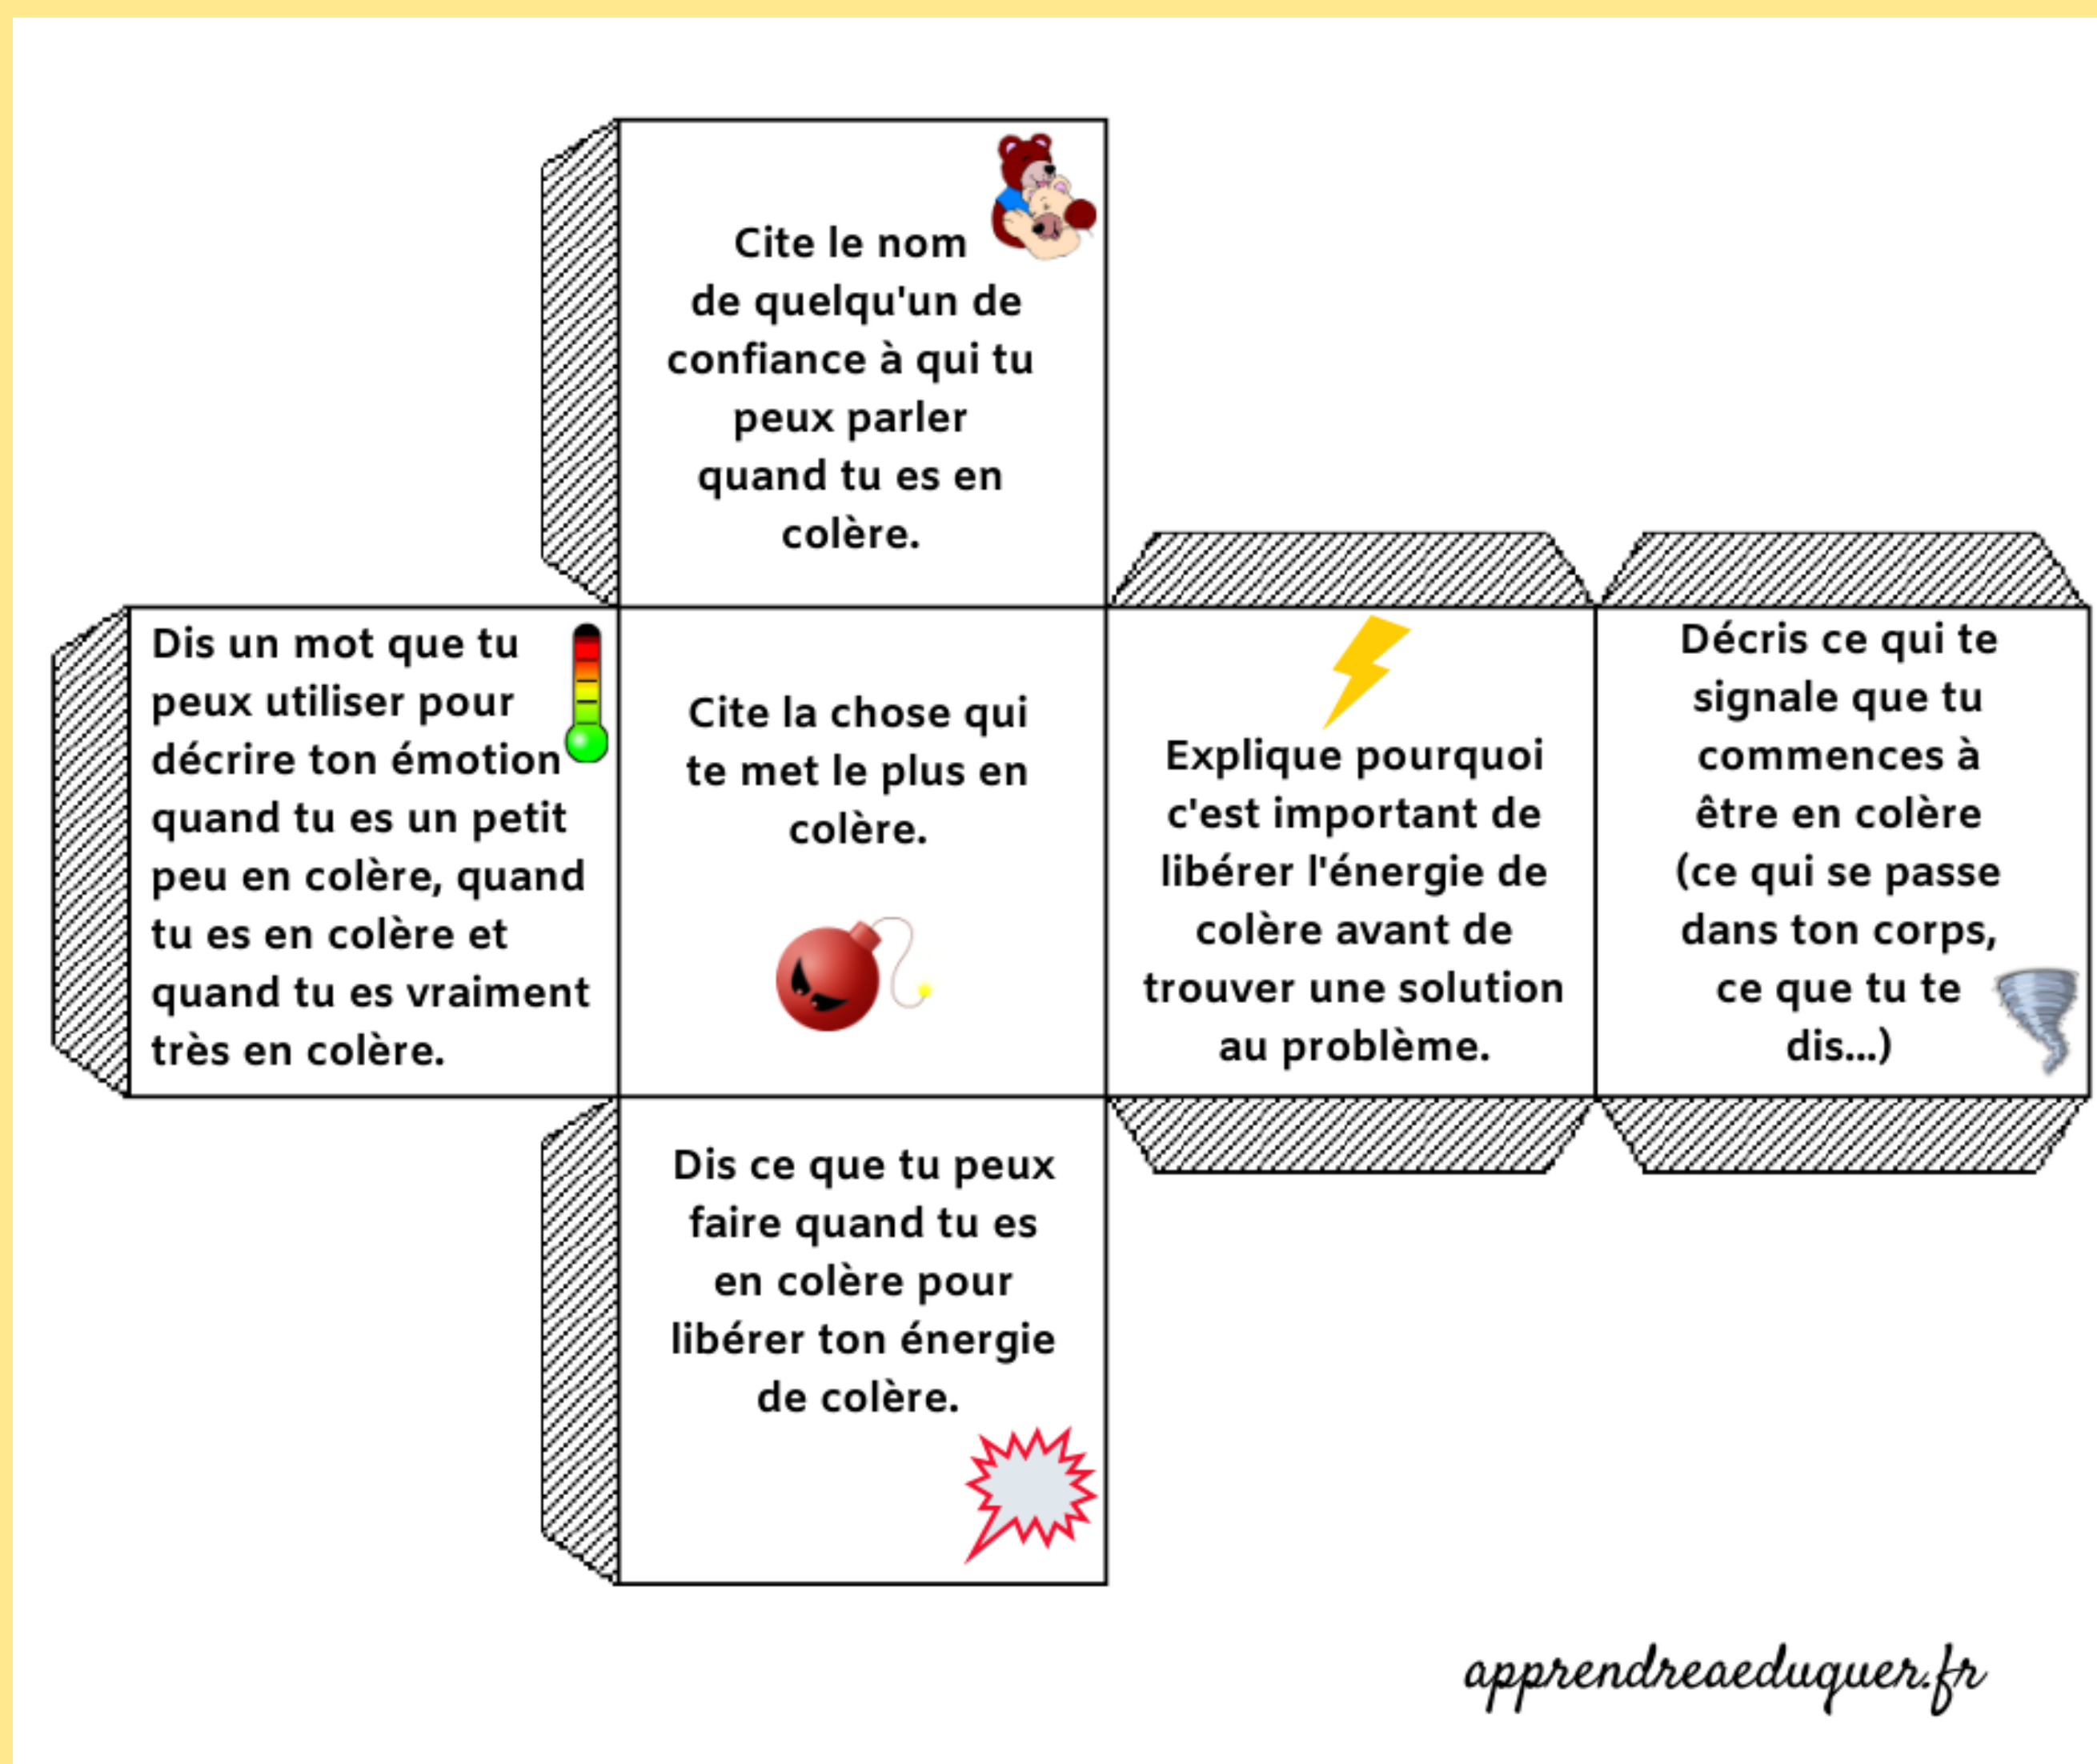 Cite le nom
de quelqu'un de
confiance à qui tu
peux parler
quand tu es en
colère.
Dis un mot que tu
peux utiliser pour
décrire ton émotion
quand tu es un petit
peu en colère, quand
tu es en colère et
quand tu es vraiment
très en colère.
Cite la chose qui
te met le plus en
colère.
Explique pourquoi
c'est important de
libérer l'énergie de
colère avant de
trouver une solution
au problème.
Décris ce qui te
signale que tu
commences à
être en colère
(ce qui se passe
dans ton corps,
ce que tu te
dis...)
Dis ce que tu peux
faire quand tu es
en colère pour
libérer ton énergie
de colère.
apprendreaeduquer.fr